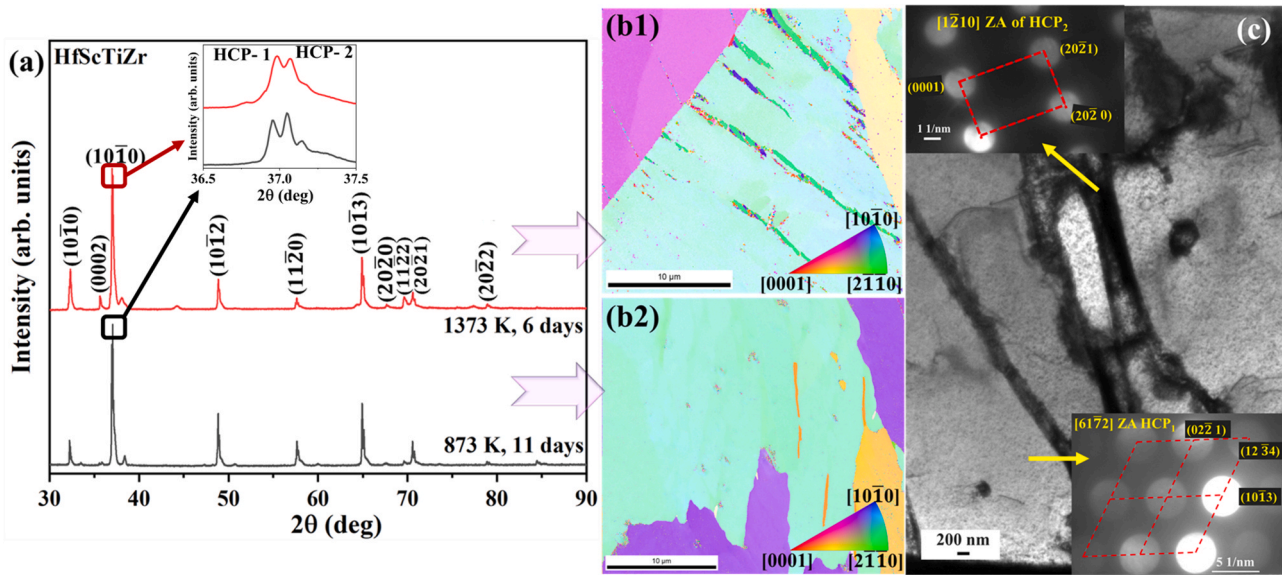 (a)
HfScTiZr
Intensity (arb. units)
HCP- 1
HCP- 2
36.5
37.0
37.5
2θ (deg)
Intensity (arb. units)
(101̄0)
(101̄0)
(0002)
(101̄2)
(112̄0)
(101̄3)
(202̄0)
(112̄2)
(202̄1)
(202̄2)
1373 K, 6 days
873 K, 11 days
30
40
50
60
70
80
90
2θ (deg)
(b1)
10 μm
[101̄0]
[0001]
[21̄1̄0]
(b2)
10 μm
[101̄0]
[0001]
[21̄1̄0]
(c)
[12̄10] ZA of HCP₂
(202̄1)
(0001)
(202̄ 0)
1 1/nm
[617̄2] ZA HCP₁
(022̄ 1)
(12 3̄4)
(101̄3)
200 nm
5 1/nm